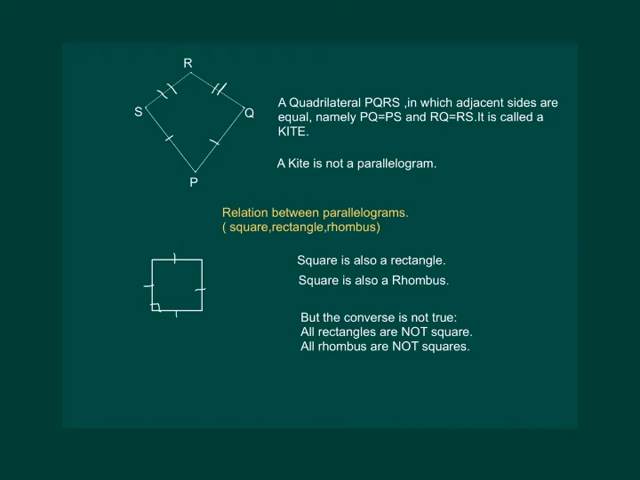 R
S
Q
P
A Quadrilateral PQRS ,in which adjacent sides are
equal, namely PQ=PS and RQ=RS.It is called a
KITE.
A Kite is not a parallelogram.
Relation between parallelograms.
( square,rectangle,rhombus)
Square is also a rectangle.
Square is also a Rhombus.
But the converse is not true:
All rectangles are NOT square.
All rhombus are NOT squares.